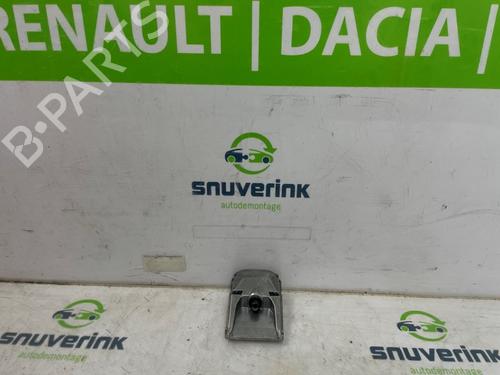 RENAULT | DACIA |
B-PARTS
snuverink
autodemontage
snuverink
autodemontage
snuverink
autodemontage